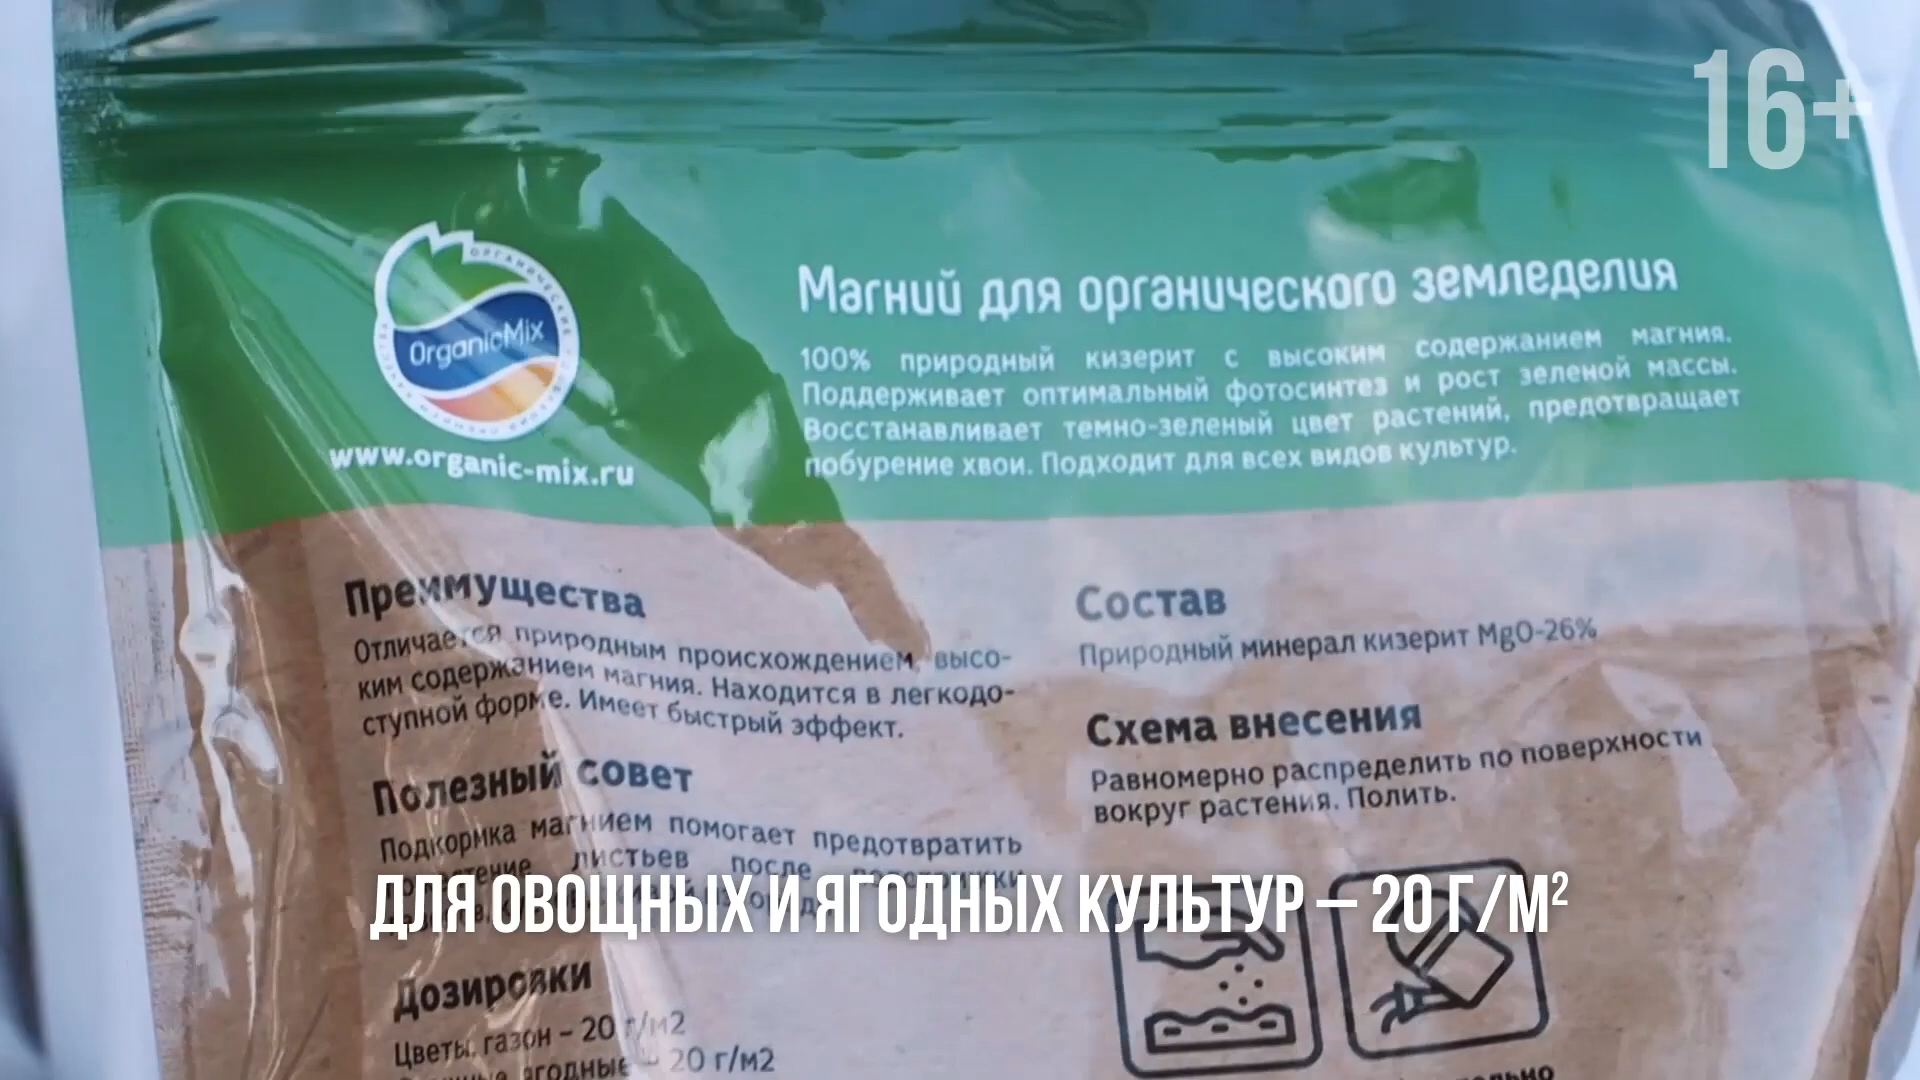 16+
OrganicMix
www.organic-mix.ru
Магний для органического земледелия
100% природный кизерит с высоким содержанием магния.
Поддерживает оптимальный фотосинтез и рост зеленой массы.
Восстанавливает темно-зеленый цвет растений, предотвращает
побурение хвои. Подходит для всех видов культур.
Преимущества
Отличается природным происхождением, высо-
ким содержанием магния. Находится в легкодо-
ступной форме. Имеет быстрый эффект.
Полезный совет
Подкормка магнием помогает предотвратить
листьев после
Дозировки
Цветы, газон – 20 г/м2
ягодные – 20 г/м2
Состав
Природный минерал кизерит MgO-26%
Схема внесения
Равномерно распределить по поверхности
вокруг растения. Полить.
ДЛЯ ОВОЩНЫХ И ЯГОДНЫХ КУЛЬТУР – 20 Г/М²